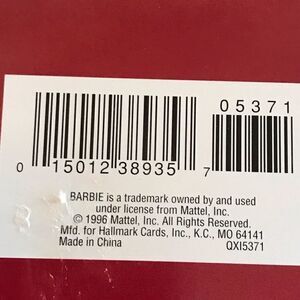 05371
0 15012 38935 7
BARBIE is a trademark owned by and used
under license from Mattel, Inc.
© 1996 Mattel, Inc. All Rights Reserved.
Mfd. for Hallmark Cards, Inc., K.C., MO 64141
Made in China QXI5371